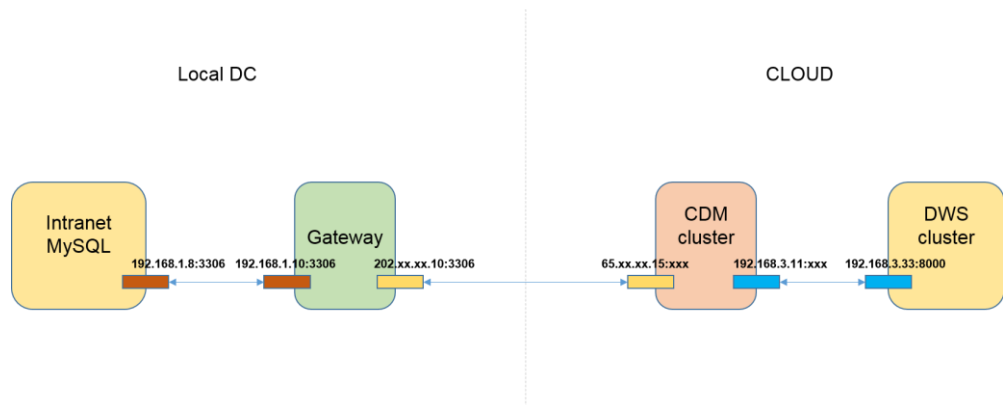 Local DC
CLOUD
Intranet
MySQL
192.168.1.8:3306
Gateway
192.168.1.10:3306
202.xx.xx.10:3306
CDM
cluster
65.xx.xx.15:xxx
192.168.3.11:xxx
DWS
cluster
192.168.3.33:8000